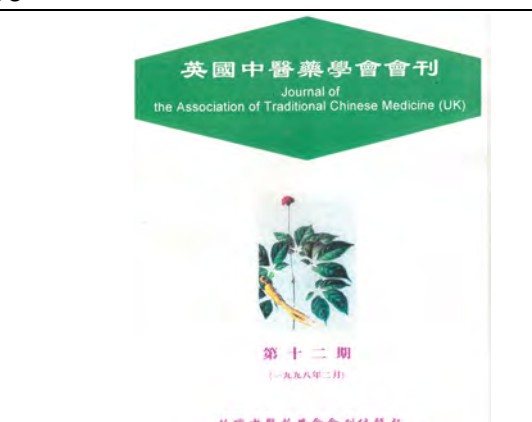 英國中醫藥學會會刊
Journal of
the Association of Traditional Chinese Medicine (UK)
第十二期
(一九九八年二月)